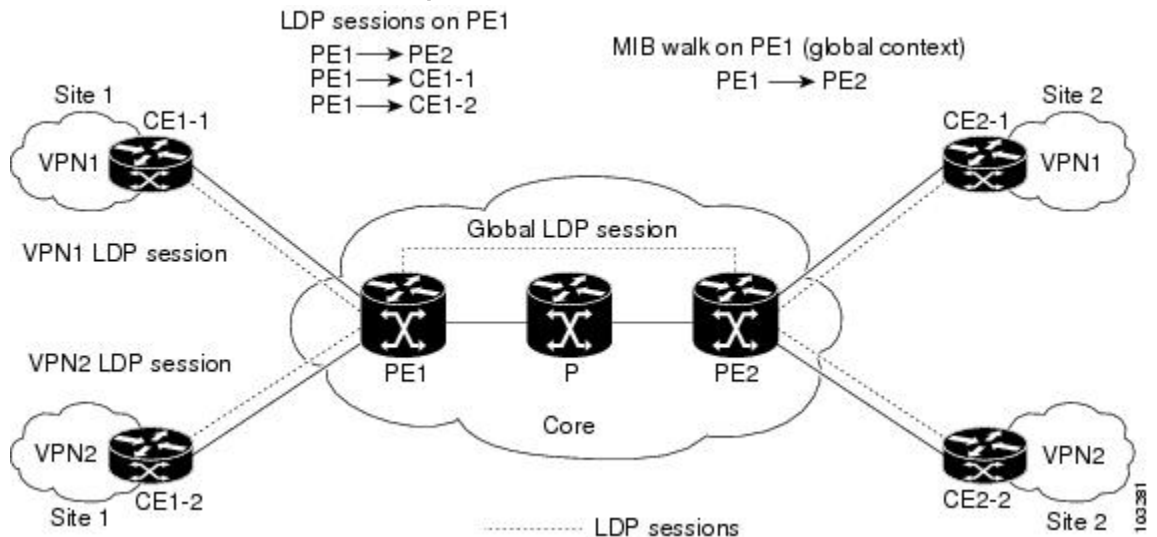 LDP sessions on PE1
PE1 → PE2
PE1 → CE1-1
PE1 → CE1-2
MIB walk on PE1 (global context)
PE1 → PE2
Site 1
CE1-1
VPN1
Site 2
CE2-1
VPN1
Global LDP session
VPN1 LDP session
VPN2 LDP session
PE1
P
PE2
Core
VPN2
CE1-2
Site 1
VPN2
CE2-2
Site 2
LDP sessions
103281